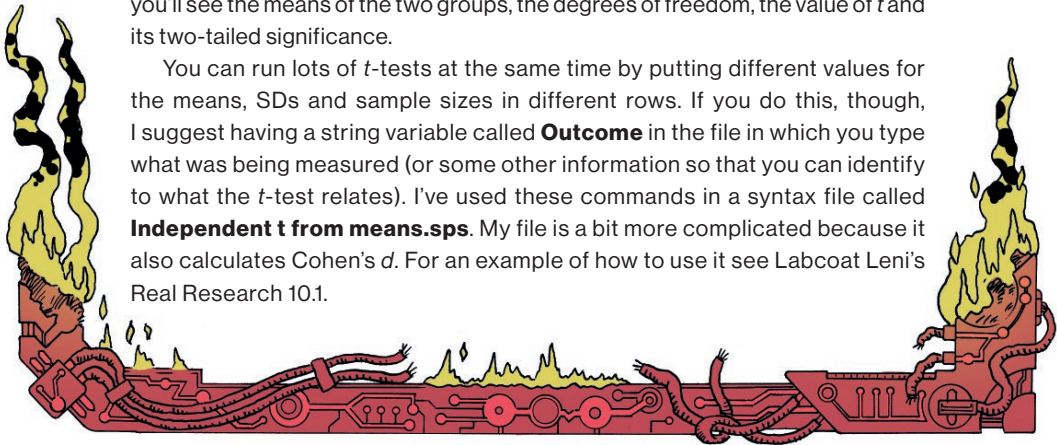 you'll see the means of the two groups, the degrees of freedom, the value of t and
its two-tailed significance.
You can run lots of t-tests at the same time by putting different values for
the means, SDs and sample sizes in different rows. If you do this, though,
I suggest having a string variable called Outcome in the file in which you type
what was being measured (or some other information so that you can identify
to what the t-test relates). I've used these commands in a syntax file called
Independent t from means.sps. My file is a bit more complicated because it
also calculates Cohen's d. For an example of how to use it see Labcoat Leni's
Real Research 10.1.